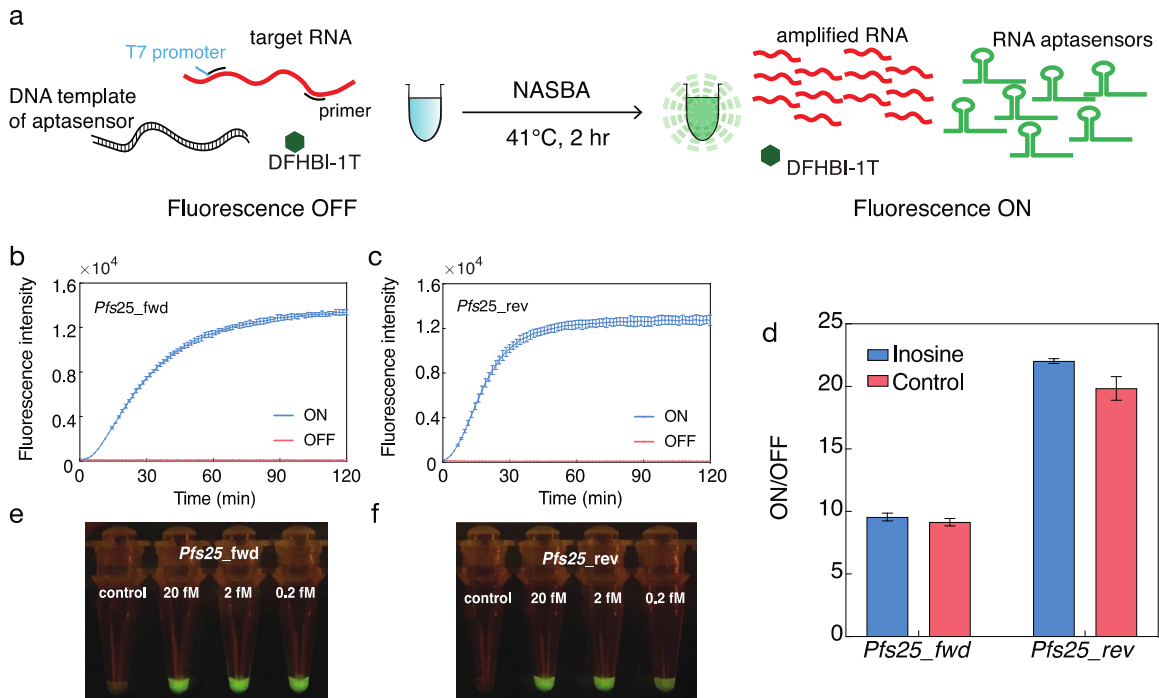 a
T7 promoter
target RNA
DNA template
of aptasensor
primer
DFHBI-1T
Fluorescence OFF
NASBA
41°C, 2 hr
amplified RNA
RNA aptasensors
DFHBI-1T
Fluorescence ON
b
×10⁴
1.6
1.2
0.8
0.4
0
Fluorescence intensity
Pfs25_fwd
ON
OFF
0 30 60 90 120
Time (min)
c
×10⁴
1.6
1.2
0.8
0.4
0
Fluorescence intensity
Pfs25_rev
ON
OFF
0 30 60 90 120
Time (min)
d
25
20
15
10
5
0
ON/OFF
Inosine
Control
Pfs25_fwd Pfs25_rev
e
Pfs25_fwd
control 20 fM 2 fM 0.2 fM
f
Pfs25_rev
control 20 fM 2 fM 0.2 fM